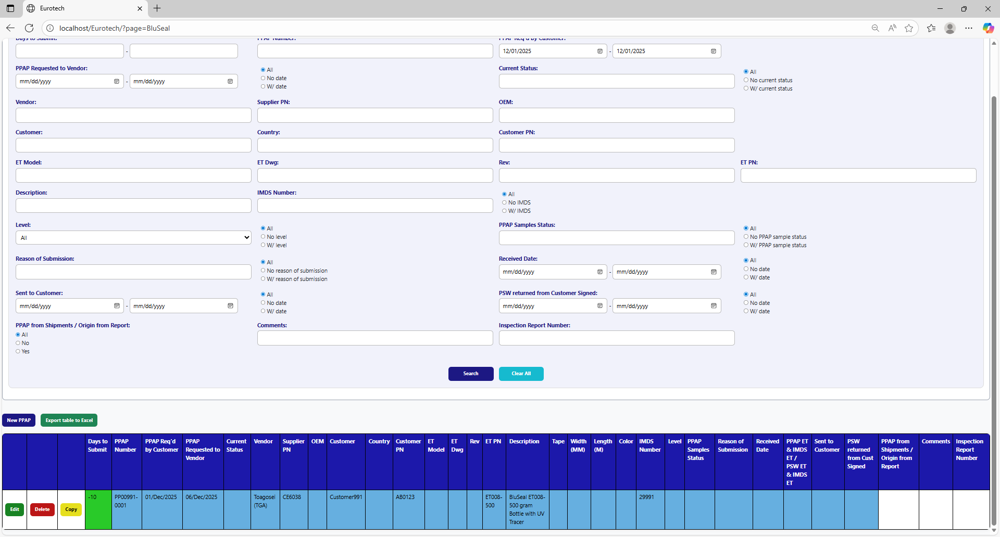 Eurotech
localhost/Eurotech/?page=BluSeal
Days to Submit: PPAP Number: PPAP Req'd by Customer:
- 12/01/2025 - 12/01/2025
PPAP Requested to Vendor: All Current Status: All
mm/dd/yyyy - mm/dd/yyyy No date No current status
W/ date W/ current status
Vendor: Supplier PN: OEM:
Customer: Country: Customer PN:
ET Model: ET Dwg: Rev: ET PN:
Description: IMDS Number: All
No IMDS
W/ IMDS
Level: All PPAP Samples Status: All
All No level No PPAP sample status
W/ level W/ PPAP sample status
Reason of Submission: All Received Date: All
No reason of submission mm/dd/yyyy - mm/dd/yyyy No date
W/ reason of submission W/ date
Sent to Customer: All PSW returned from Customer Signed: All
mm/dd/yyyy - mm/dd/yyyy No date mm/dd/yyyy - mm/dd/yyyy No date
W/ date W/ date
PPAP from Shipments / Origin from Report: Comments: Inspection Report Number:
All
No
Yes
Search Clear All
New PPAP Export table to Excel
Days to Submit
PPAP Number
PPAP Req'd by Customer
PPAP Requested to Vendor
Current Status
Vendor
Supplier PN
OEM
Customer
Country
Customer PN
ET Model
ET Dwg
Rev
ET PN
Description
Tape
Width (MM)
Length (M)
Color
IMDS Number
Level
PPAP Samples Status
Reason of Submission
Received Date
PPAP ET & IMDS ET / PSW ET & IMDS ET
Sent to Customer
PSW returned from Cust Signed
PPAP from Shipments / Origin from Report
Comments
Inspection Report Number
Edit
Delete
Copy
-10
PP00991-0001
01/Dec/2025
06/Dec/2025
Toagosei (TGA)
CE6038
Customer991
AB0123
ET008-500
BluSeal ET008-500 gram Bottle with UV Tracer
29991